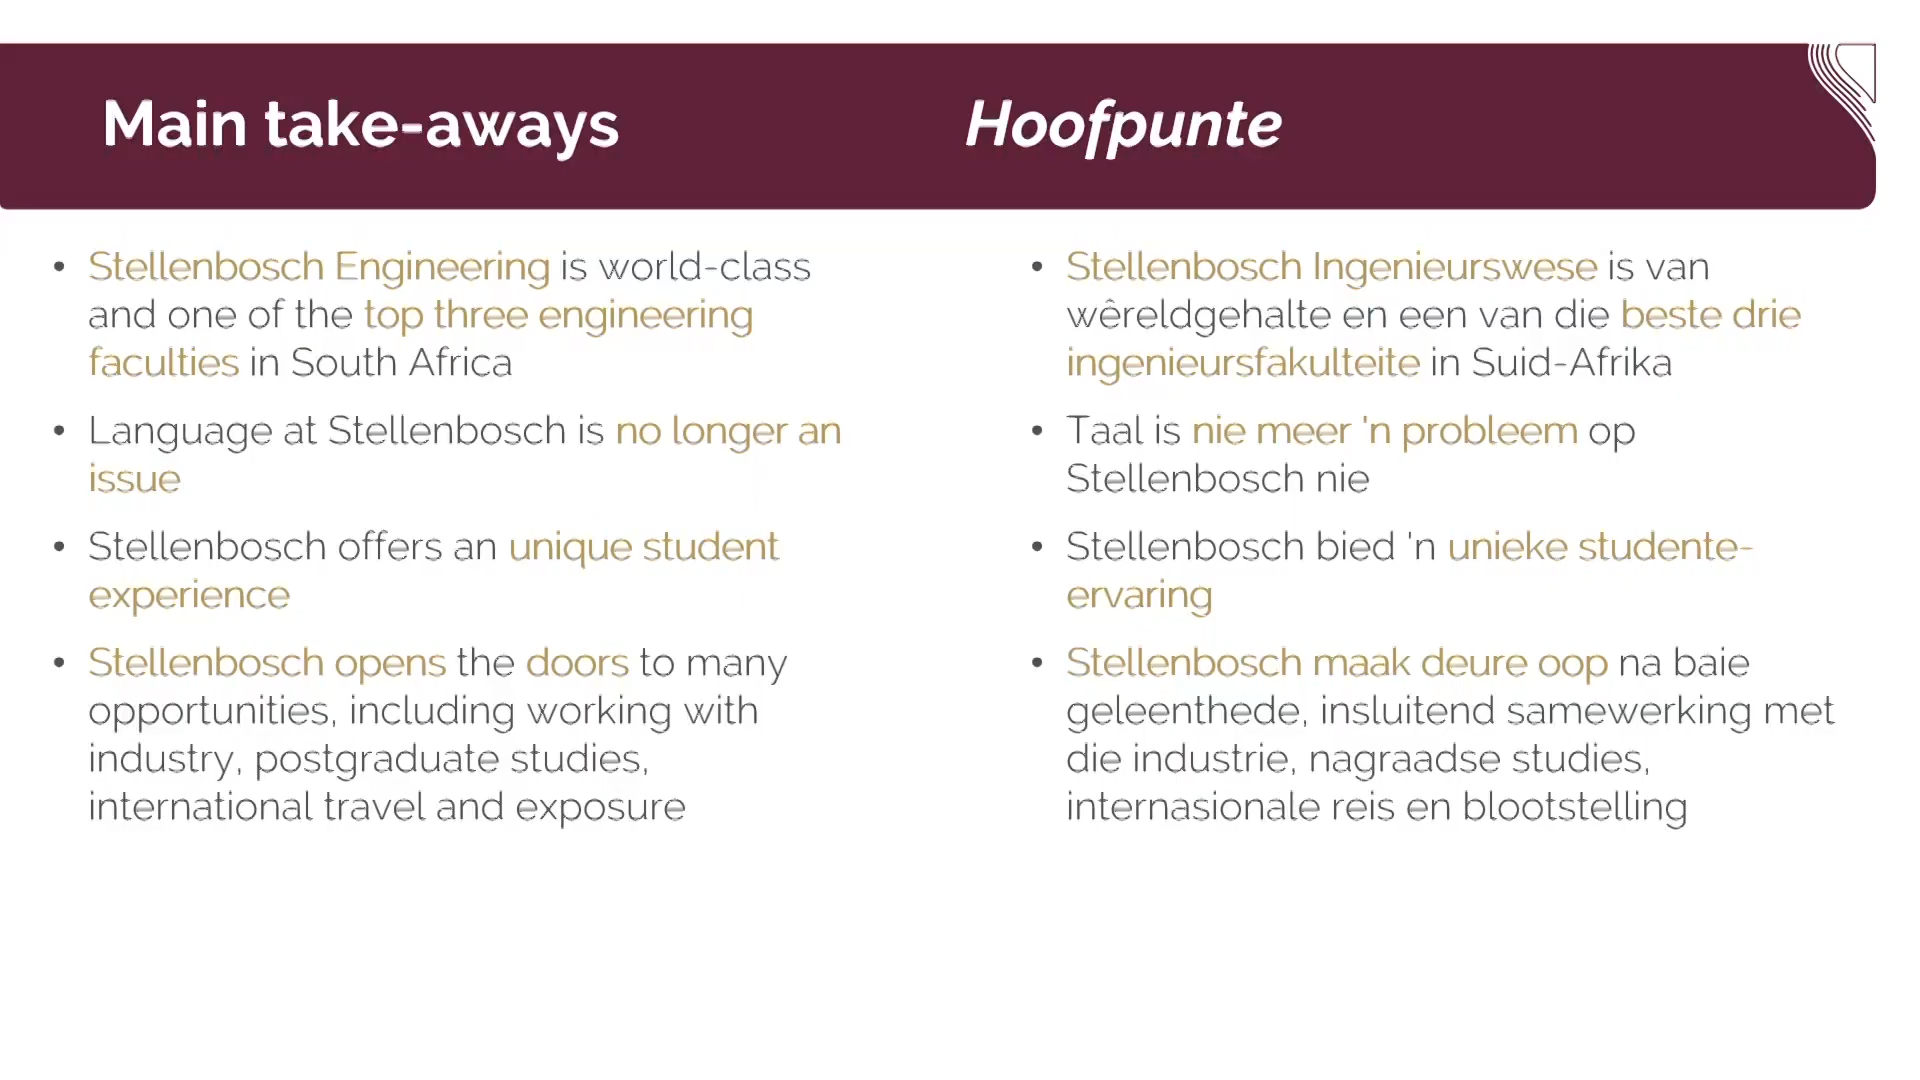 Main take-aways
Hoofpunte
• Stellenbosch Engineering is world-class
and one of the top three engineering
faculties in South Africa
• Language at Stellenbosch is no longer an
issue
• Stellenbosch offers an unique student
experience
• Stellenbosch opens the doors to many
opportunities, including working with
industry, postgraduate studies,
international travel and exposure
• Stellenbosch Ingenieurswese is van
wêreldgehalte en een van die beste drie
ingenieursfakulteite in Suid-Afrika
• Taal is nie meer 'n probleem op
Stellenbosch nie
• Stellenbosch bied 'n unieke studente-
ervaring
• Stellenbosch maak deure oop na baie
geleenthede, insluitend samewerking met
die industrie, nagraadse studies,
internasionale reis en blootstelling